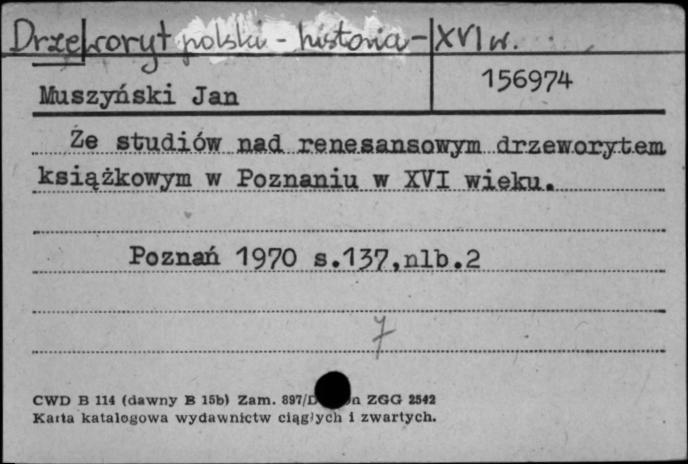 Drzeworyt polski - historia - XVI w.
Muszyński Jan
156974
Ze studiów nad renesansowym drzeworytem
książkowym w Poznaniu w XVI wieku.
Poznań 1970 s.137,nlb.2
7
CWD B 114 (dawny B 15b) Zam. 897/D n ZGG 2542
Karta katalogowa wydawnictw ciągłych i zwartych.